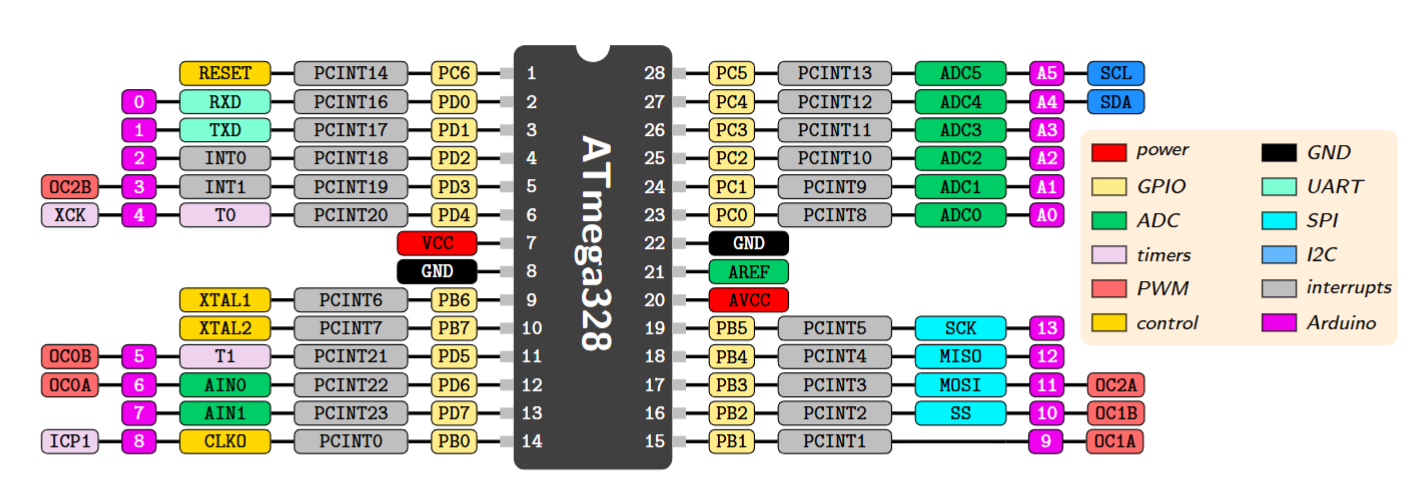 RESET PCINT14 PC6 1 28 PC5 PCINT13 ADC5 A5 SCL
0 RXD PCINT16 PD0 2 27 PC4 PCINT12 ADC4 A4 SDA
1 TXD PCINT17 PD1 3 26 PC3 PCINT11 ADC3 A3
2 INT0 PCINT18 PD2 4 25 PC2 PCINT10 ADC2 A2
OC2B 3 INT1 PCINT19 PD3 5 24 PC1 PCINT9 ADC1 A1
XCK 4 T0 PCINT20 PD4 6 23 PC0 PCINT8 ADC0 A0
VCC 7 22 GND
GND 8 21 AREF
XTAL1 PCINT6 PB6 9 20 AVCC
XTAL2 PCINT7 PB7 10 19 PB5 PCINT5 SCK 13
OC0B 5 T1 PCINT21 PD5 11 18 PB4 PCINT4 MISO 12
OC0A 6 AIN0 PCINT22 PD6 12 17 PB3 PCINT3 MOSI 11 OC2A
7 AIN1 PCINT23 PD7 13 16 PB2 PCINT2 SS 10 OC1B
ICP1 8 CLKO PCINT0 PB0 14 15 PB1 PCINT1 9 OC1A
ATmega328
power GND
GPIO UART
ADC SPI
timers I2C
PWM interrupts
control Arduino